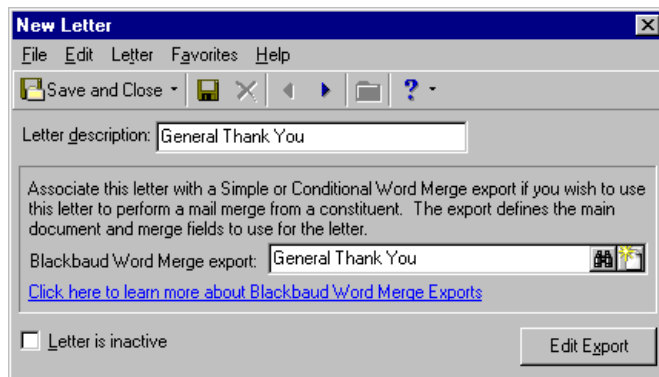 New Letter
File Edit Letter Favorites Help
Save and Close ?
Letter description: General Thank You
Associate this letter with a Simple or Conditional Word Merge export if you wish to use
this letter to perform a mail merge from a constituent. The export defines the main
document and merge fields to use for the letter.
Blackbaud Word Merge export: General Thank You
Click here to learn more about Blackbaud Word Merge Exports
Letter is inactive Edit Export